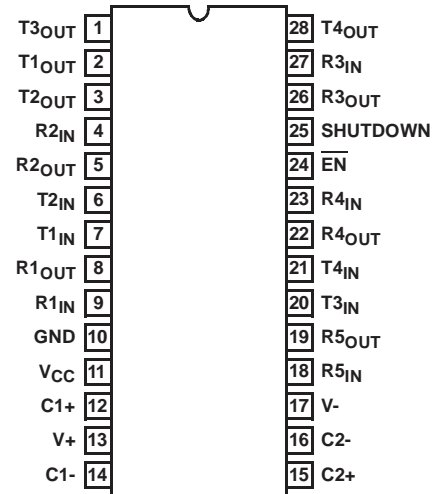 T3OUT 1 28 T4OUT
T1OUT 2 27 R3IN
T2OUT 3 26 R3OUT
R2IN 4 25 SHUTDOWN
R2OUT 5 24 EN
T2IN 6 23 R4IN
T1IN 7 22 R4OUT
R1OUT 8 21 T4IN
R1IN 9 20 T3IN
GND 10 19 R5OUT
VCC 11 18 R5IN
C1+ 12 17 V-
V+ 13 16 C2-
C1- 14 15 C2+